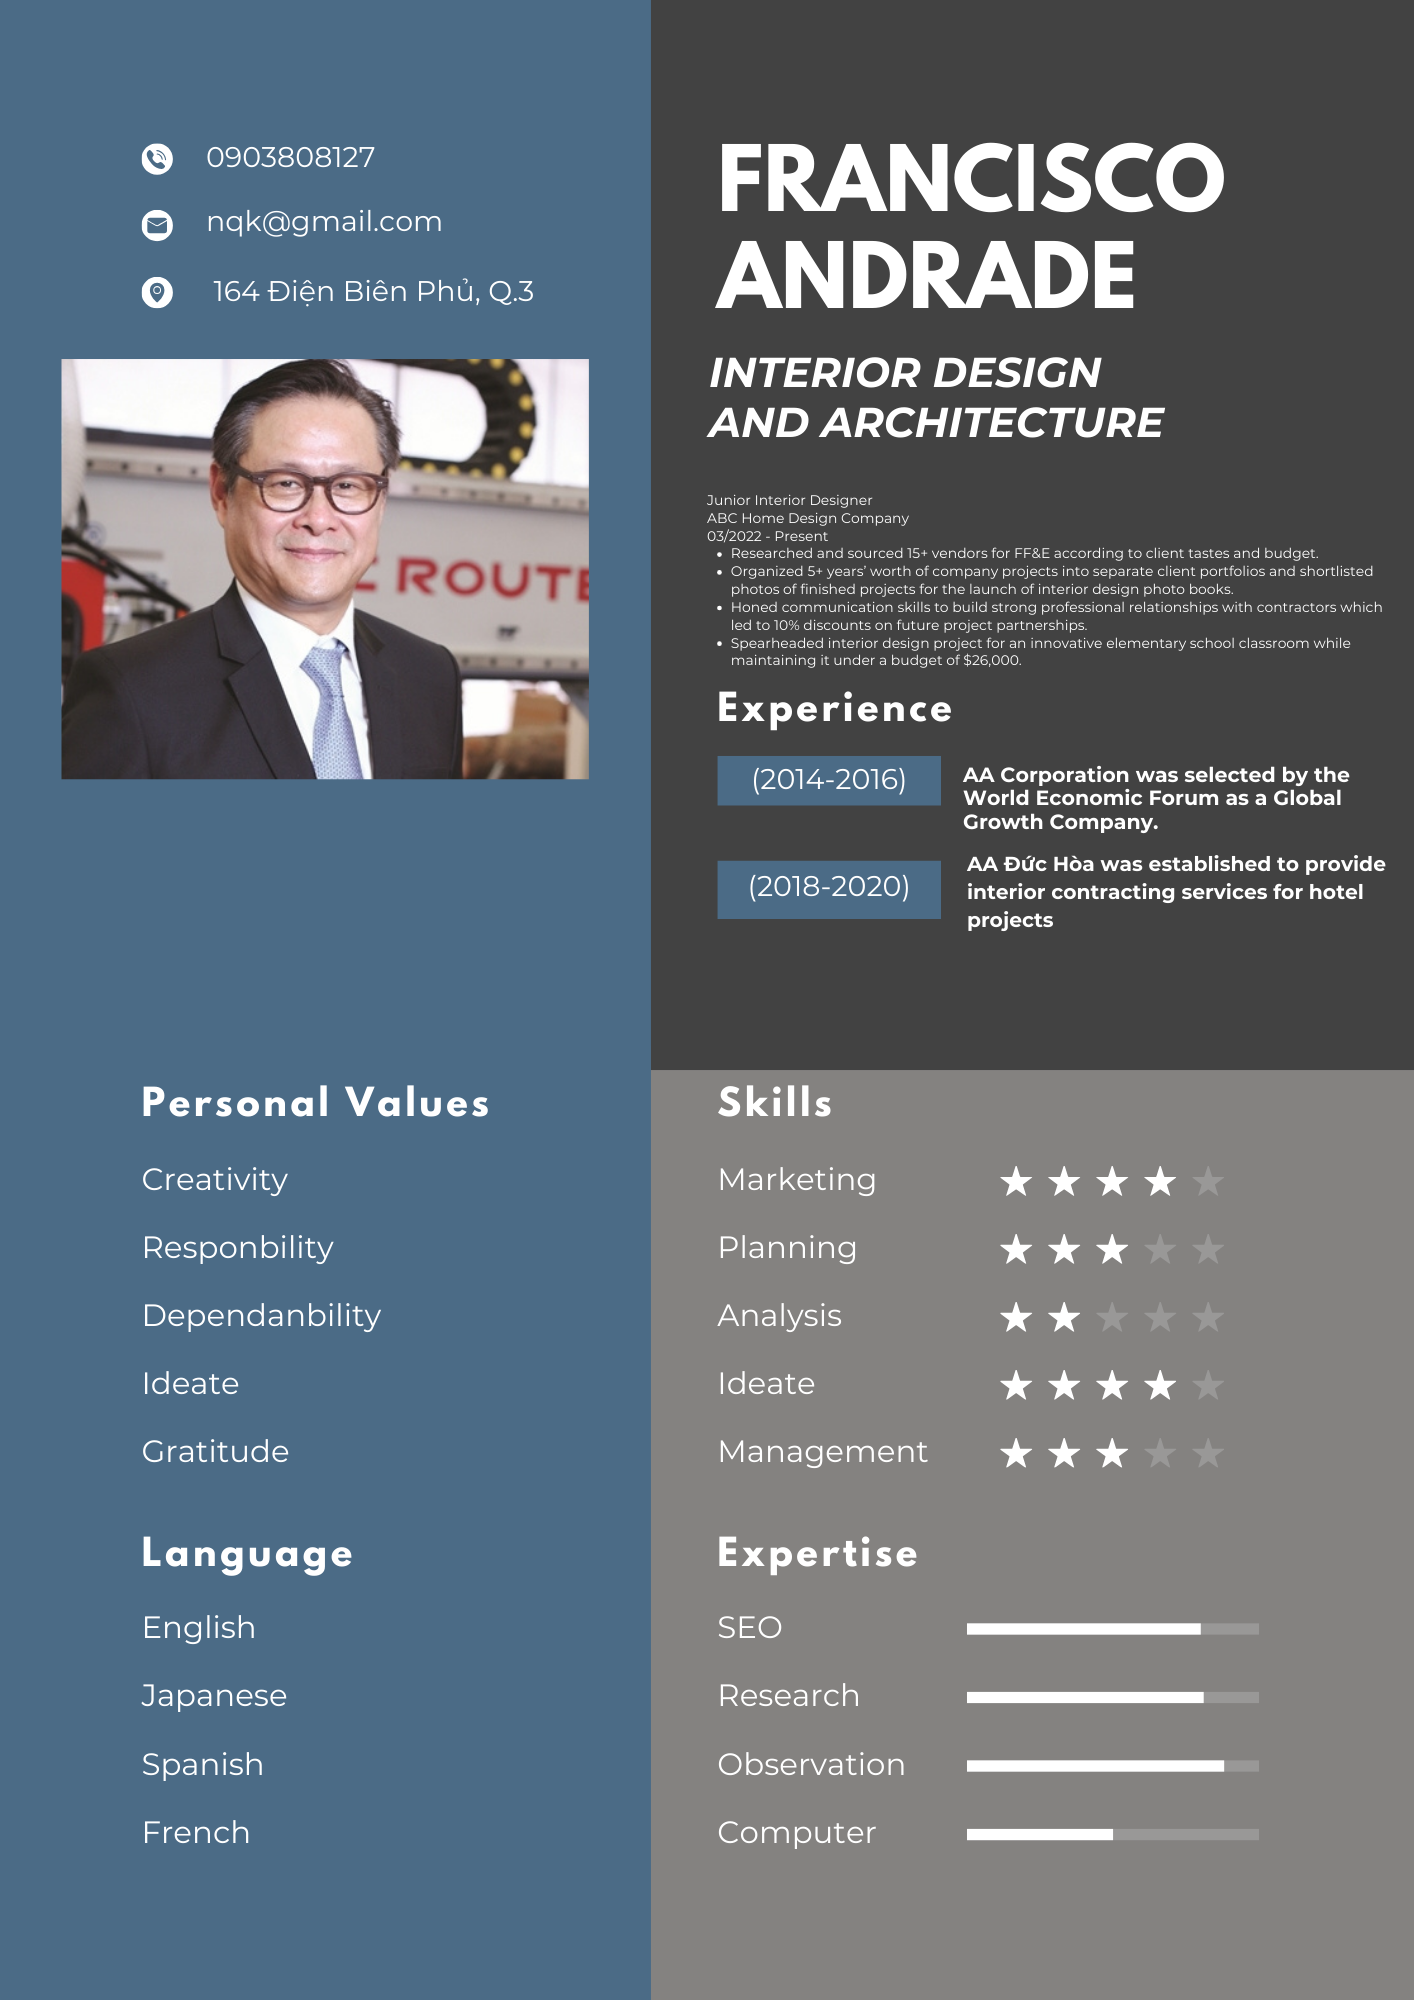 0903808127
nqk@gmail.com
164 Điện Biên Phủ, Q.3
ROUTE
FRANCISCO
ANDRADE
INTERIOR DESIGN
AND ARCHITECTURE
Junior Interior Designer
ABC Home Design Company
03/2022 - Present
• Researched and sourced 15+ vendors for FF&E according to client tastes and budget.
• Organized 5+ years’ worth of company projects into separate client portfolios and shortlisted
photos of finished projects for the launch of interior design photo books.
• Honed communication skills to build strong professional relationships with contractors which
led to 10% discounts on future project partnerships.
• Spearheaded interior design project for an innovative elementary school classroom while
maintaining it under a budget of $26,000.
Experience
(2014-2016)
AA Corporation was selected by the
World Economic Forum as a Global
Growth Company.
(2018-2020)
AA Đức Hòa was established to provide
interior contracting services for hotel
projects
Personal Values
Creativity
Responbility
Dependanbility
Ideate
Gratitude
Language
English
Japanese
Spanish
French
Skills
Marketing
Planning
Analysis
Ideate
Management
Expertise
SEO
Research
Observation
Computer